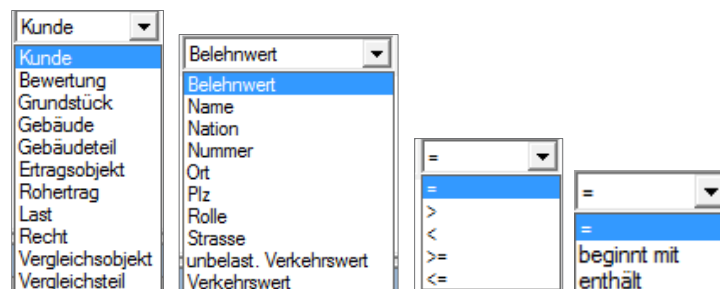 Kunde
Kunde
Bewertung
Grundstück
Gebäude
Gebäudeteil
Ertragsobjekt
Rohertrag
Last
Recht
Vergleichsobjekt
Vergleichsteil
Belehnwert
Belehnwert
Name
Nation
Nummer
Ort
Plz
Rolle
Strasse
unbelast. Verkehrswert
Verkehrswert
=
=
>
<
>=
<=
=
=
beginnt mit
enthält